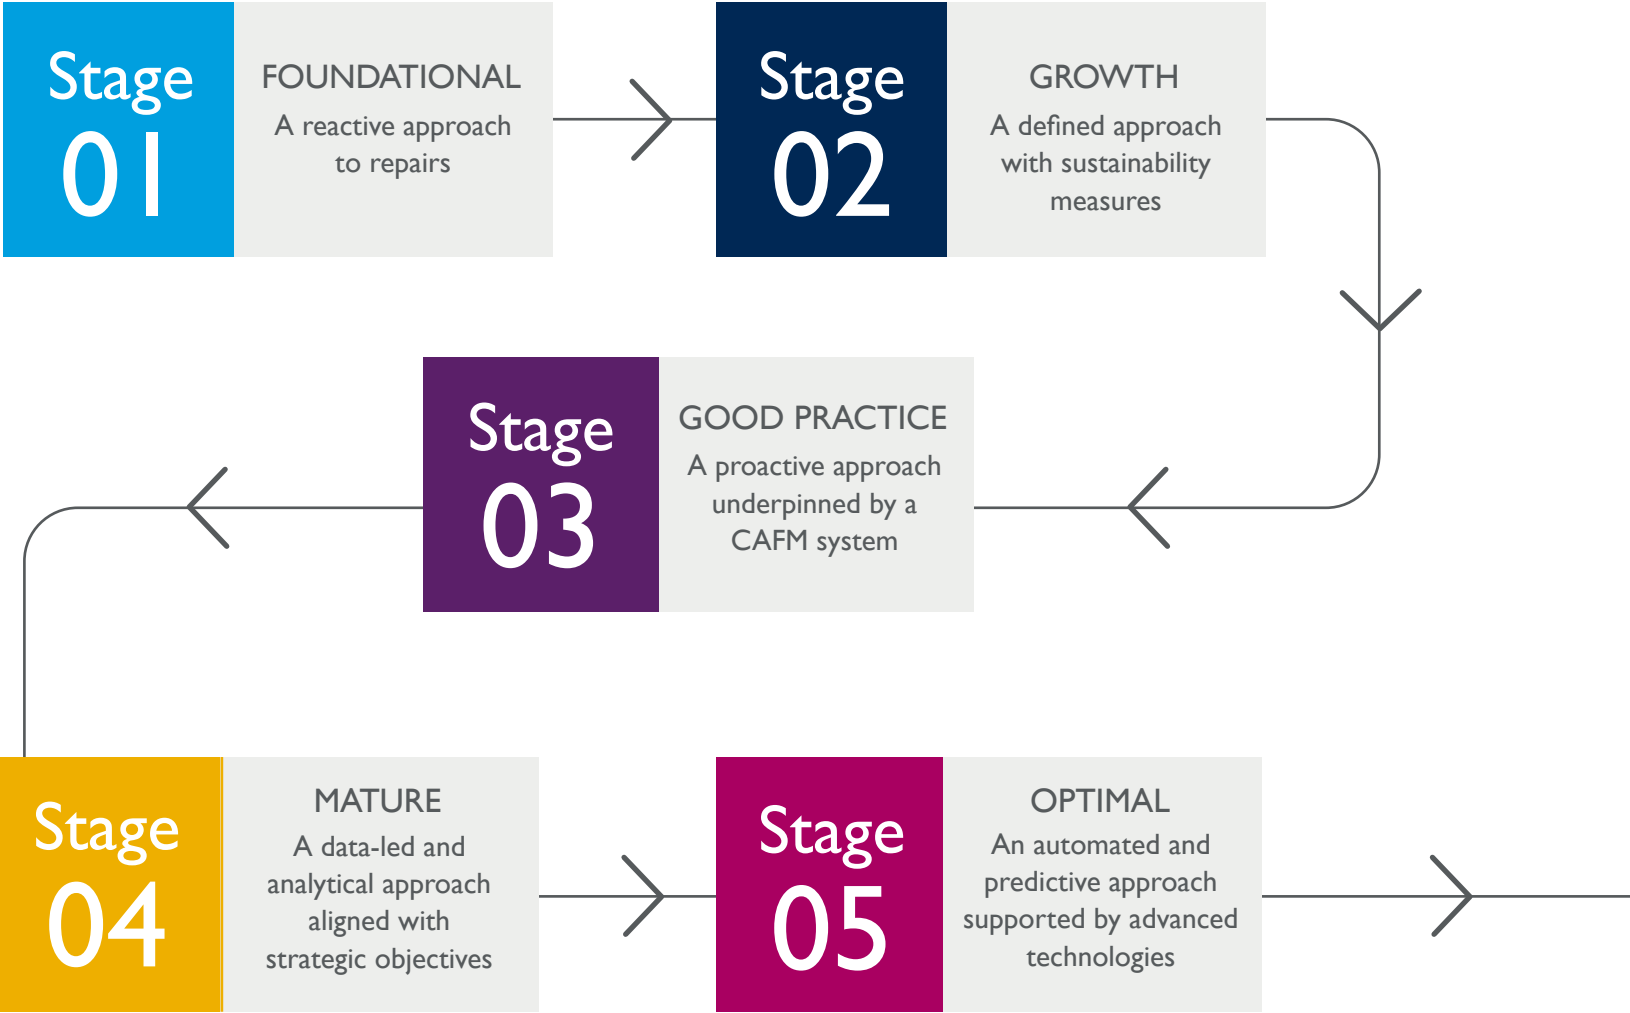 Stage
01
FOUNDATIONAL
A reactive approach
to repairs
Stage
02
GROWTH
A defined approach
with sustainability
measures
Stage
03
GOOD PRACTICE
A proactive approach
underpinned by a
CAFM system
Stage
04
MATURE
A data-led and
analytical approach
aligned with
strategic objectives
Stage
05
OPTIMAL
An automated and
predictive approach
supported by advanced
technologies